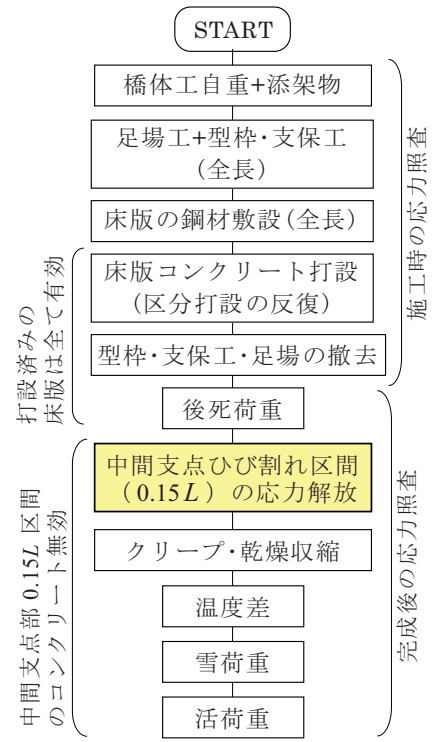 START
橋体工自重+添架物
足場工+型枠・支保工
(全長)
床版の鋼材敷設(全長)
床版コンクリート打設
(区分打設の反復)
型枠・支保工・足場の撤去
後死荷重
中間支点ひび割れ区間
(0.15L)の応力解放
クリープ・乾燥収縮
温度差
雪荷重
活荷重
打設済みの
床版は全て有効
中間支点部 0.15L 区間
のコンクリート無効
施工時の応力照査
完成後の応力照査